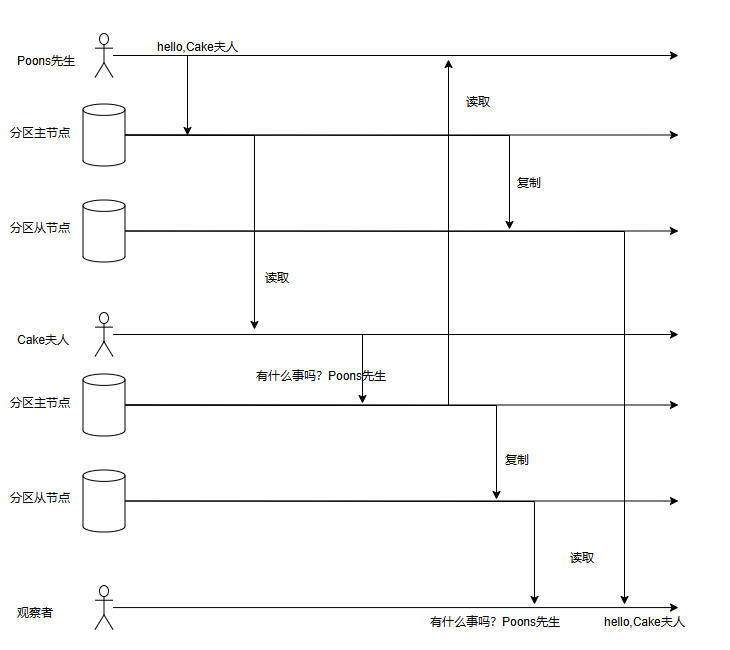 hello,Cake夫人
Poons先生
读取
分区主节点
复制
分区从节点
读取
Cake夫人
有什么事吗？Poons先生
分区主节点
复制
分区从节点
读取
观察者
有什么事吗？Poons先生
hello,Cake夫人